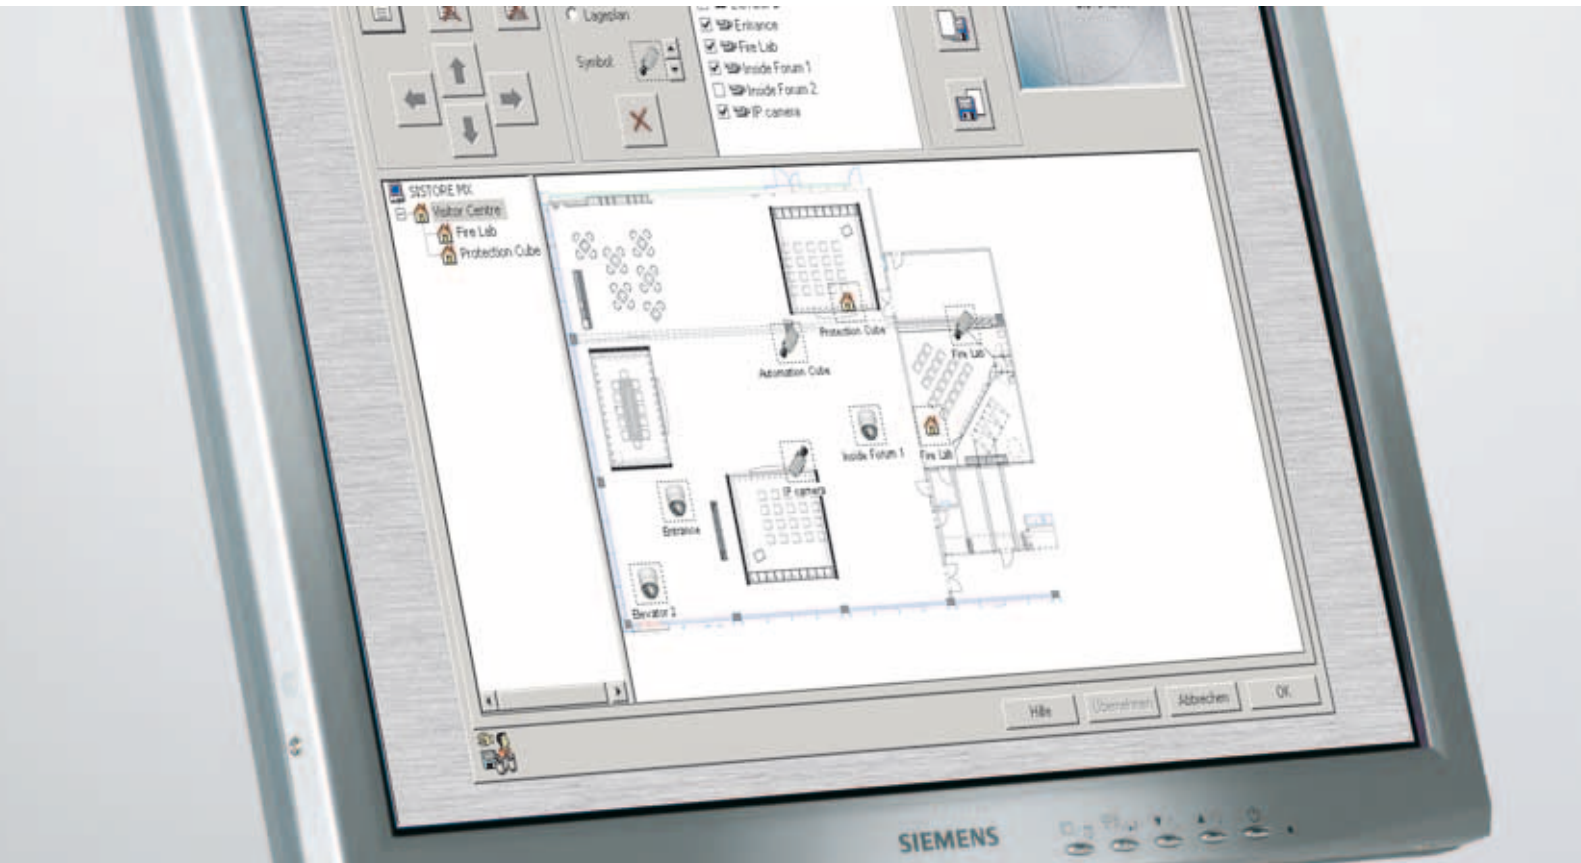 Lageplan
Symbol:
Entrance
Fire Lab
Inside Forum 1
Inside Forum 2
IP camera
SISTORE MX
Visitor Centre
Fire Lab
Protection Cube
Protection Cube
Fire Lab
Automation Cube
Inside Forum 1
Fire Lab
IP camera
Entrance
Elevator
Hilfe
Übernehmen
Abbrechen
OK
SIEMENS